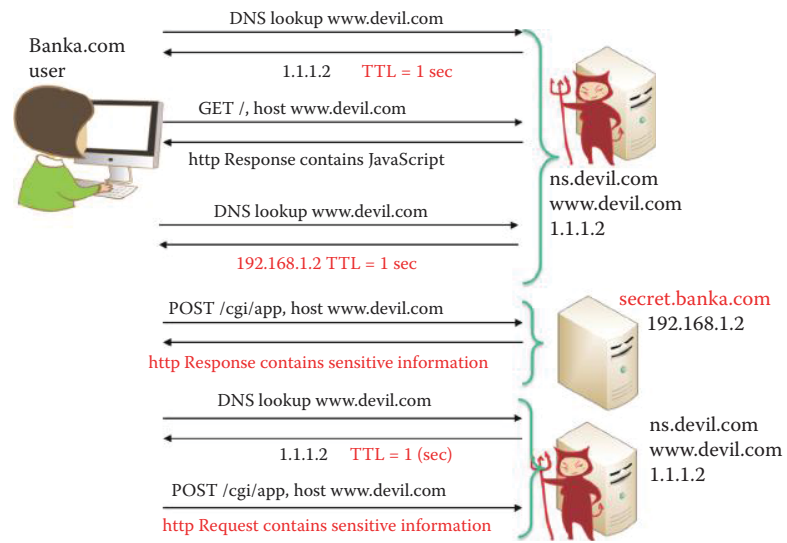 DNS lookup www.devil.com
Banka.com
user
1.1.1.2 TTL = 1 sec
GET /, host www.devil.com
http Response contains JavaScript
ns.devil.com
www.devil.com
1.1.1.2
DNS lookup www.devil.com
192.168.1.2 TTL = 1 sec
POST /cgi/app, host www.devil.com
secret.banka.com
192.168.1.2
http Response contains sensitive information
DNS lookup www.devil.com
1.1.1.2 TTL = 1 (sec)
ns.devil.com
www.devil.com
1.1.1.2
POST /cgi/app, host www.devil.com
http Request contains sensitive information